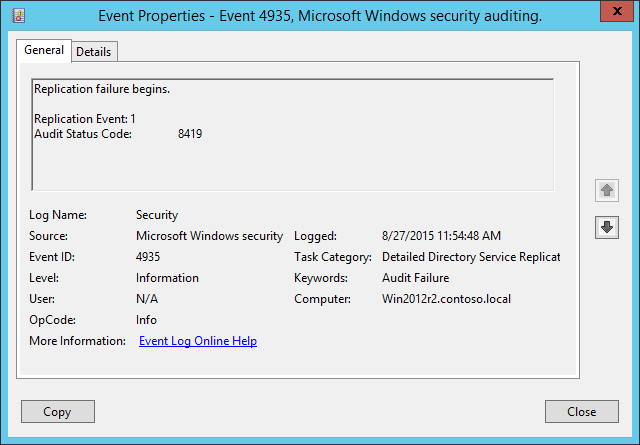 Event Properties - Event 4935, Microsoft Windows security auditing.
x
General Details
Replication failure begins.
Replication Event: 1
Audit Status Code: 8419
Log Name: Security
Source: Microsoft Windows security Logged: 8/27/2015 11:54:48 AM
Event ID: 4935 Task Category: Detailed Directory Service Replicat
Level: Information Keywords: Audit Failure
User: N/A Computer: Win2012r2.contoso.local
OpCode: Info
More Information: Event Log Online Help
Copy Close